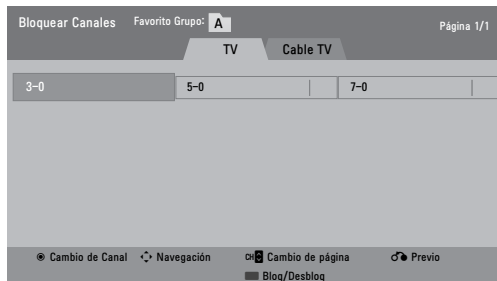 Bloquear Canales Favorito Grupo: A Página 1/1
TV Cable TV
3-0 5-0 7-0
Cambio de Canal Navegación CH Cambio de página Previo
Bloq/Desbloq